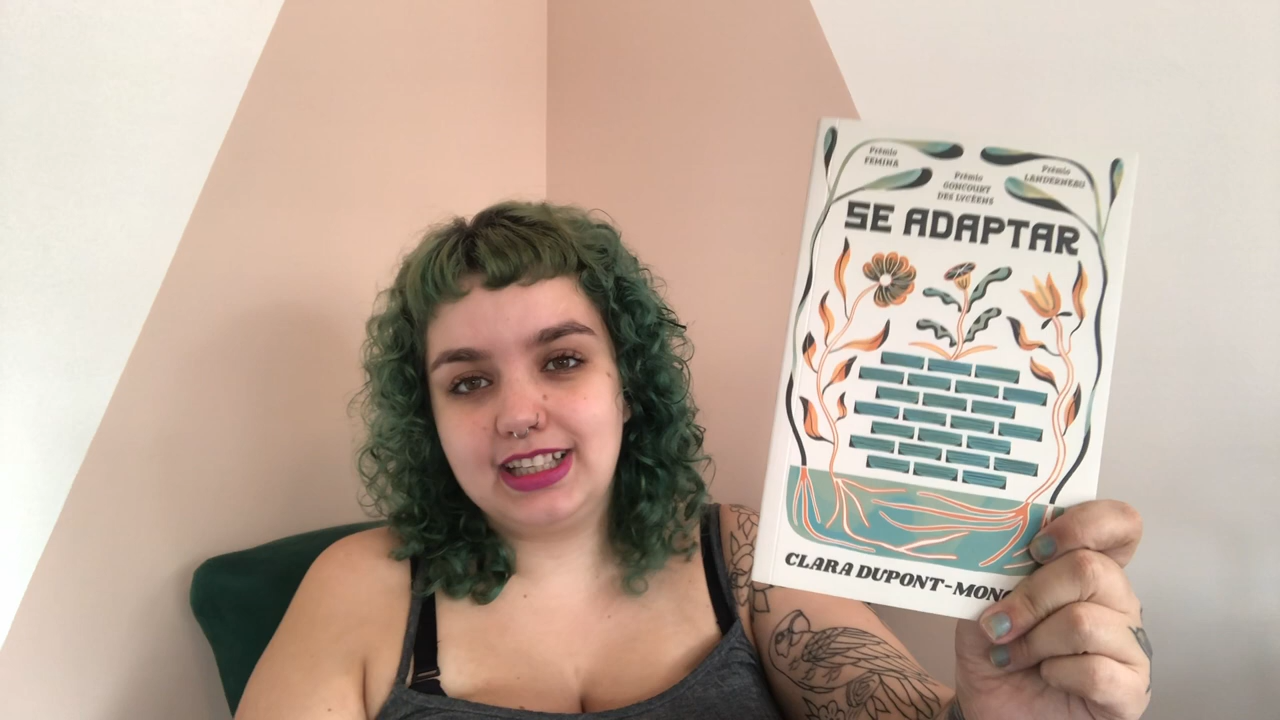 Prêmio
FEMINA
Prêmio
GONCOURT
DES LYCÉENS
Prêmio
LANDERNEAU
SE ADAPTAR
CLARA DUPONT-MON